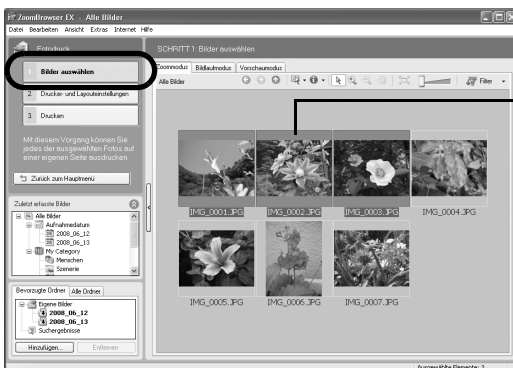 ZoomBrowser EX - Alle Bilder
Datei Bearbeiten Ansicht Extras Internet Hilfe
Fotodruck
1. Bilder auswählen
2. Drucker- und Layouteinstellungen
3. Drucken
Mit diesem Vorgang können Sie
jedes der ausgewählten Fotos auf
einer eigenen Seite ausdrucken.
Zurück zum Hauptmenü
Zuletzt erfasste Bilder
Alle Bilder
Aufnahmedatum
2008_06_12
2008_06_13
My Category
Menschen
Szenerie
Bevorzugte Ordner Alle Ordner
Eigene Bilder
2008_06_12
2008_06_13
Suchergebnisse
Hinzufügen... Entfernen
SCHRITT 1: Bilder auswählen
Zoommodus Bildlaufmodus Vorschaumodus
Alle Bilder Filter
IMG_0001.JPG IMG_0002.JPG IMG_0003.JPG IMG_0004.JPG
IMG_0005.JPG IMG_0006.JPG IMG_0007.JPG
Ausgewählte Elemente: 3